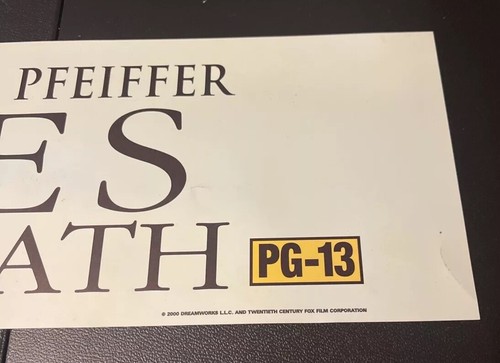 PFEIFFER
ES
ATH
PG-13
© 2000 DREAMWORKS L.L.C. AND TWENTIETH CENTURY FOX FILM CORPORATION